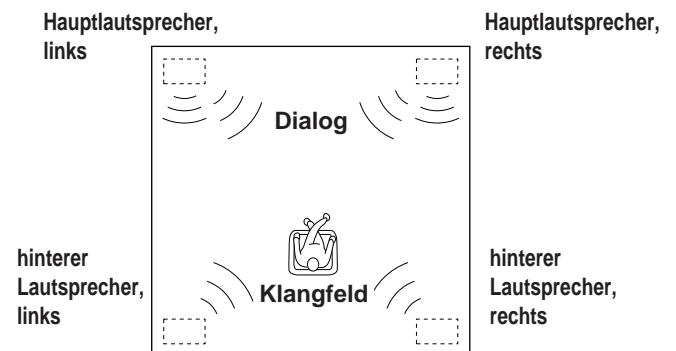 Hauptlautsprecher,
links
Hauptlautsprecher,
rechts
Dialog
hinterer
Lautsprecher,
links
Klangfeld
hinterer
Lautsprecher,
rechts